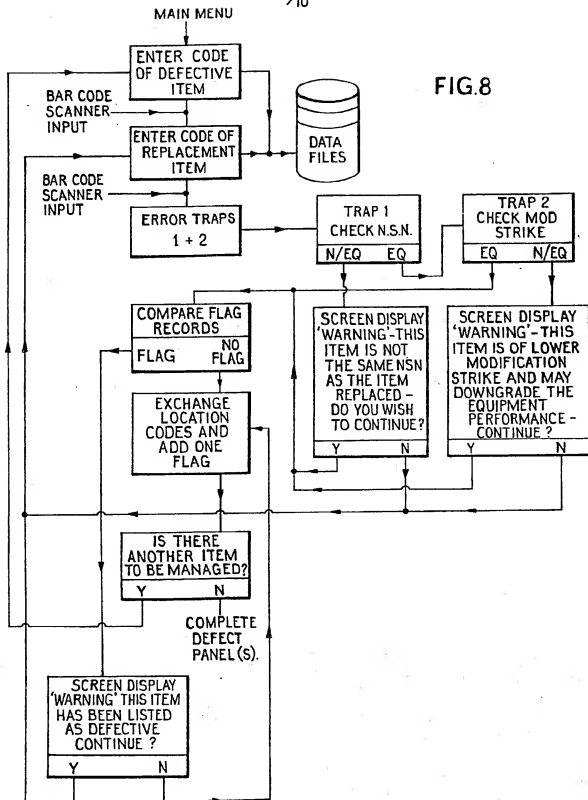 /10
MAIN MENU
FIG.8
ENTER CODE
OF DEFECTIVE
ITEM
BAR CODE
SCANNER
INPUT
ENTER CODE OF
REPLACEMENT
ITEM
DATA
FILES
BAR CODE
SCANNER
INPUT
ERROR TRAPS
1 + 2
TRAP 1
CHECK N.S.N.
N/EQ EQ
TRAP 2
CHECK MOD
STRIKE
EQ N/EQ
COMPARE FLAG
RECORDS
FLAG NO
FLAG
SCREEN DISPLAY
'WARNING'-THIS
ITEM IS NOT
THE SAME NSN
AS THE ITEM
REPLACED -
DO YOU WISH
TO CONTINUE?
Y N
SCREEN DISPLAY
'WARNING'-THIS
ITEM IS OF LOWER
MODIFICATION
STRIKE AND MAY
DOWNGRADE THE
EQUIPMENT
PERFORMANCE-
CONTINUE ?
Y N
EXCHANGE
LOCATION
CODES AND
ADD ONE
FLAG
IS THERE
ANOTHER ITEM
TO BE MANAGED?
Y N
COMPLETE
DEFECT
PANEL(S).
SCREEN DISPLAY
'WARNING' THIS ITEM
HAS BEEN LISTED
AS DEFECTIVE
CONTINUE ?
Y N